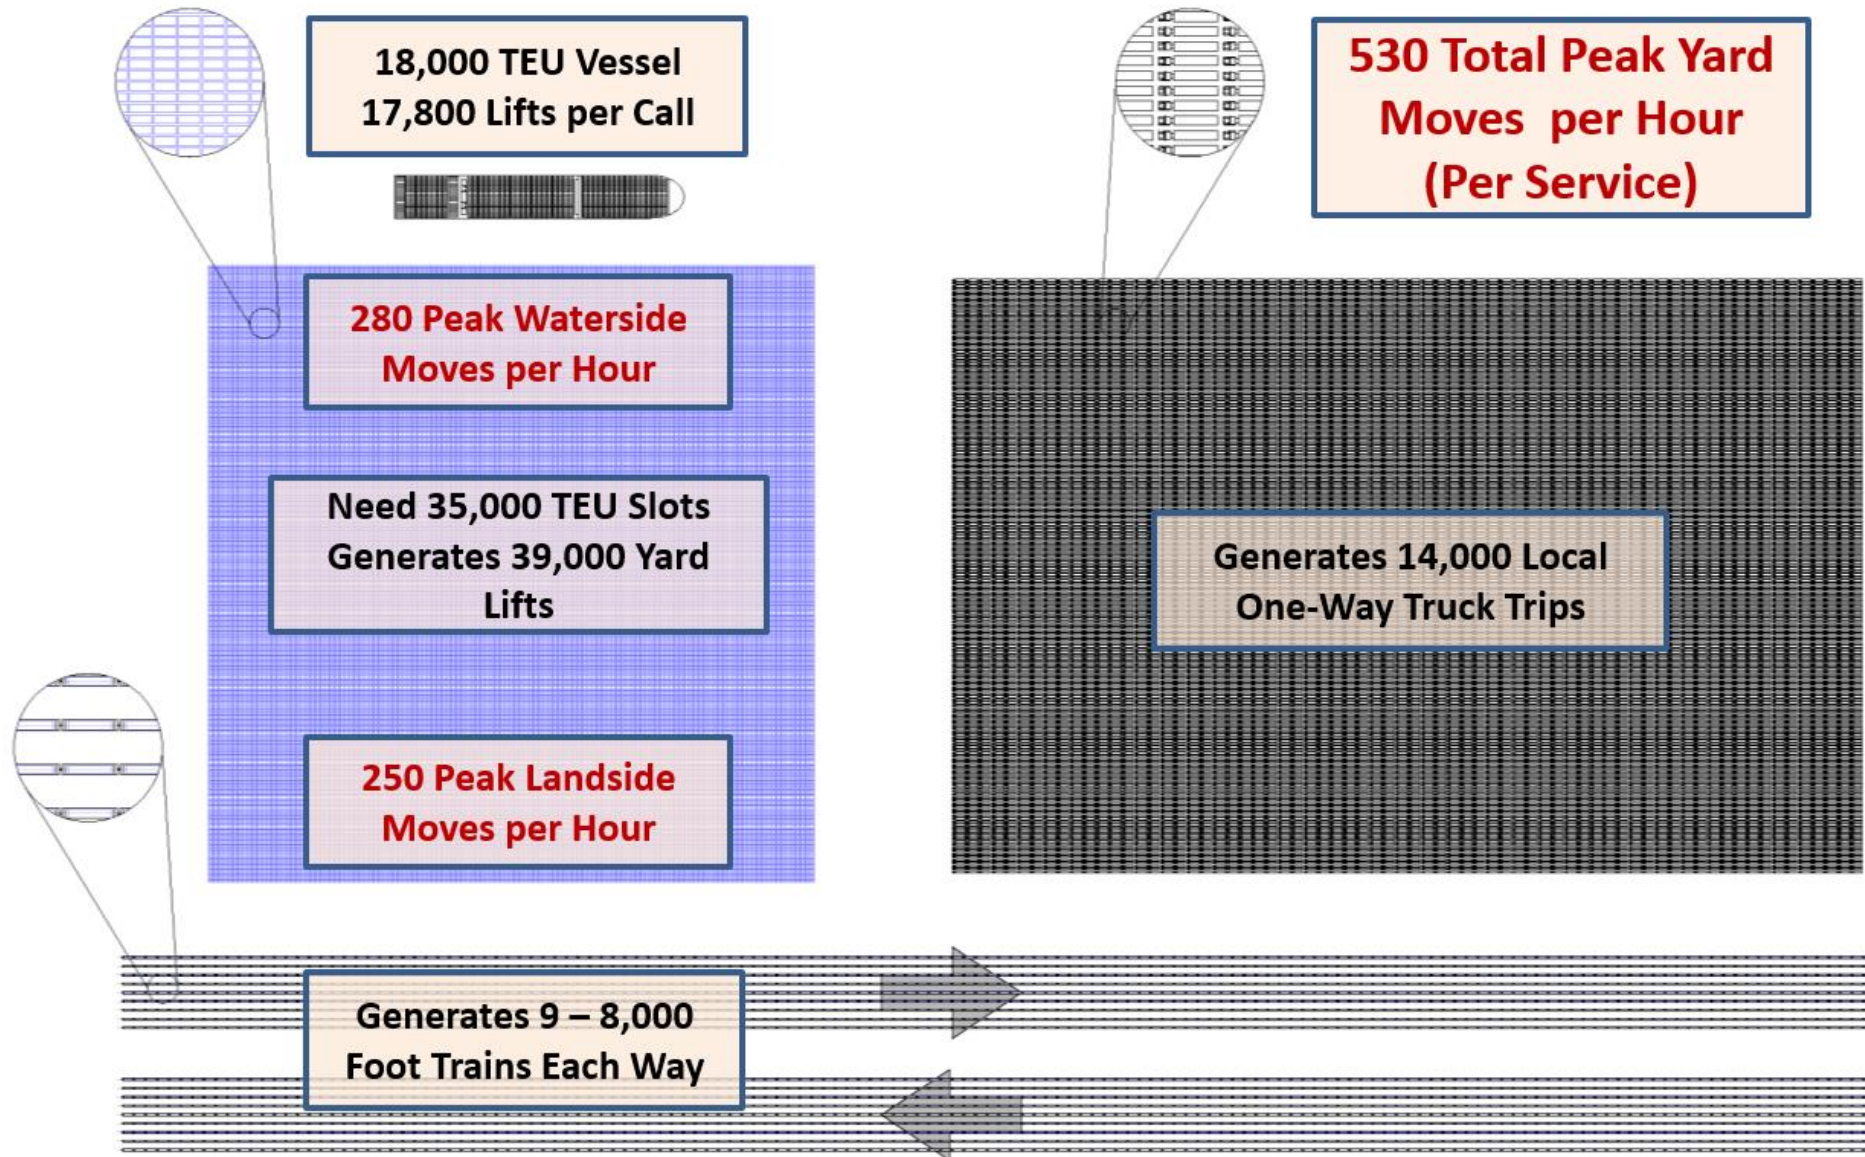 18,000 TEU Vessel
17,800 Lifts per Call
530 Total Peak Yard
Moves per Hour
(Per Service)
280 Peak Waterside
Moves per Hour
Need 35,000 TEU Slots
Generates 39,000 Yard
Lifts
Generates 14,000 Local
One-Way Truck Trips
250 Peak Landside
Moves per Hour
Generates 9 – 8,000
Foot Trains Each Way